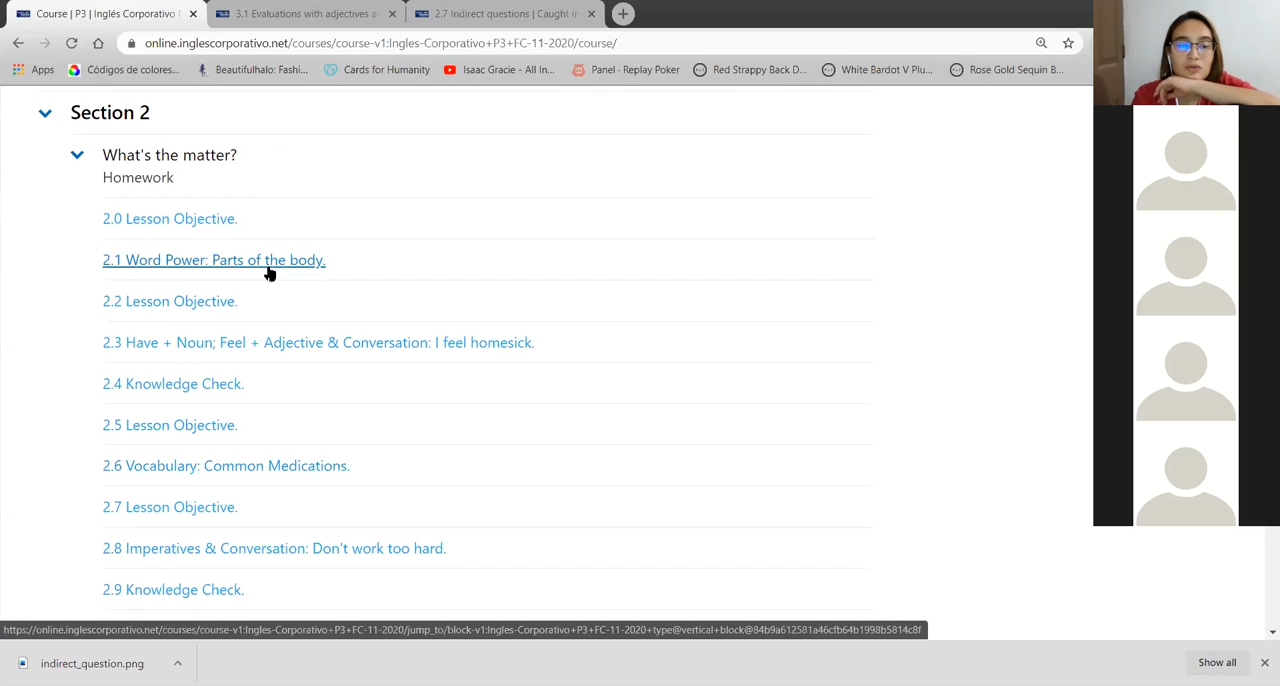 Course | P3 | Inglés Corporativo
3.1 Evaluations with adjectives a
2.7 Indirect questions | Caught in
online.inglescorporativo.net/courses/course-v1:Ingles-Corporativo+P3+FC-11-2020/course/
Apps
Códigos de colores...
Beautifulhalo: Fashi...
Cards for Humanity
Isaac Gracie - All In...
Panel · Replay Poker
Red Strappy Back D...
White Bardot V Plu...
Rose Gold Sequin B...
Section 2
What's the matter?
Homework
2.0 Lesson Objective.
2.1 Word Power: Parts of the body.
2.2 Lesson Objective.
2.3 Have + Noun; Feel + Adjective & Conversation: I feel homesick.
2.4 Knowledge Check.
2.5 Lesson Objective.
2.6 Vocabulary: Common Medications.
2.7 Lesson Objective.
2.8 Imperatives & Conversation: Don't work too hard.
2.9 Knowledge Check.
https://online.inglescorporativo.net/courses/course-v1:Ingles-Corporativo+P3+FC-11-2020/jump_to/block-v1:Ingles-Corporativo+P3+FC-11-2020+type@vertical+block@84b9a612581a46cfb64b1998b5814c8f
indirect_question.png
Show all